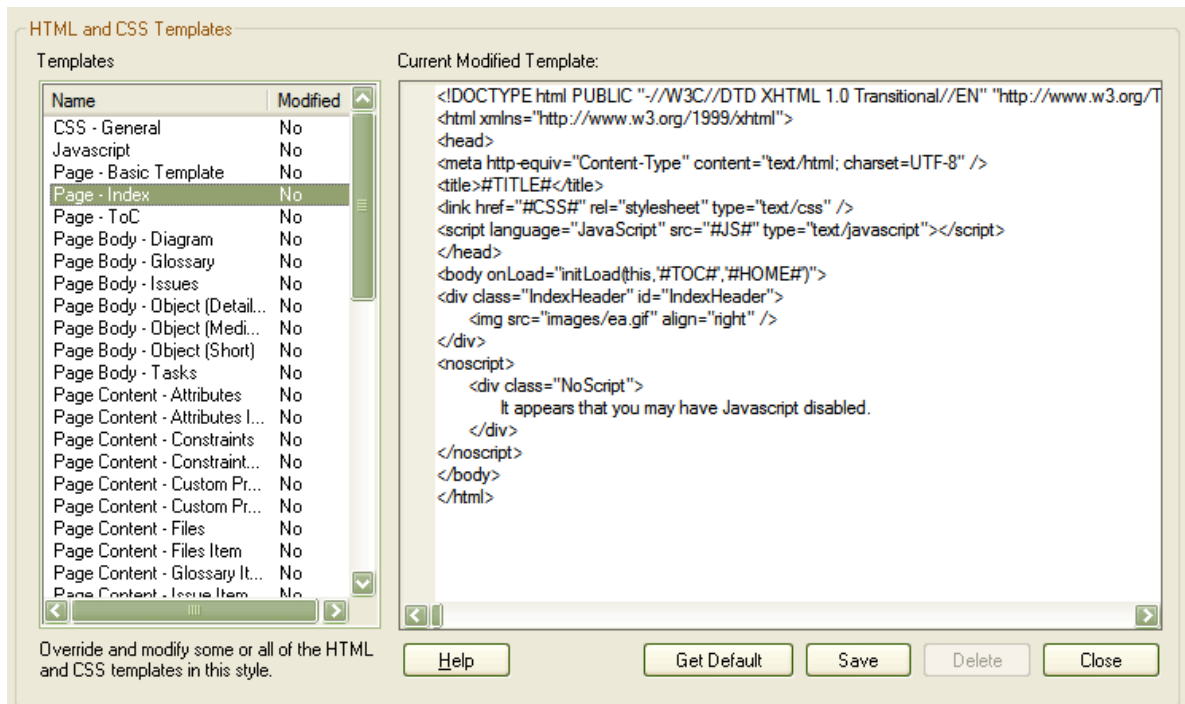 HTML and CSS Templates
Templates
Current Modified Template:
Name Modified
CSS - General No
Javascript No
Page - Basic Template No
Page - Index No
Page - ToC No
Page Body - Diagram No
Page Body - Glossary No
Page Body - Issues No
Page Body - Object (Detail... No
Page Body - Object (Medi... No
Page Body - Object (Short) No
Page Body - Tasks No
Page Content - Attributes No
Page Content - Attributes I... No
Page Content - Constraints No
Page Content - Constraint... No
Page Content - Custom Pr... No
Page Content - Custom Pr... No
Page Content - Files No
Page Content - Files Item No
Page Content - Glossary It... No
Page Content - Issue Item No
<!DOCTYPE html PUBLIC "-//W3C//DTD XHTML 1.0 Transitional//EN" "http://www.w3.org/T
<html xmlns="http://www.w3.org/1999/xhtml">
<head>
<meta http-equiv="Content-Type" content="text/html; charset=UTF-8" />
<title>#TITLE#</title>
<link href="#CSS#" rel="stylesheet" type="text/css" />
<script language="JavaScript" src="#JS#" type="text/javascript"></script>
</head>
<body onLoad="initLoad(this,'#TOC#','#HOME#')">
<div class="IndexHeader" id="IndexHeader">
<img src="images/ea.gif" align="right" />
</div>
<noscript>
<div class="NoScript">
It appears that you may have Javascript disabled.
</div>
</noscript>
</body>
</html>
Override and modify some or all of the HTML
and CSS templates in this style.
Help Get Default Save Delete Close